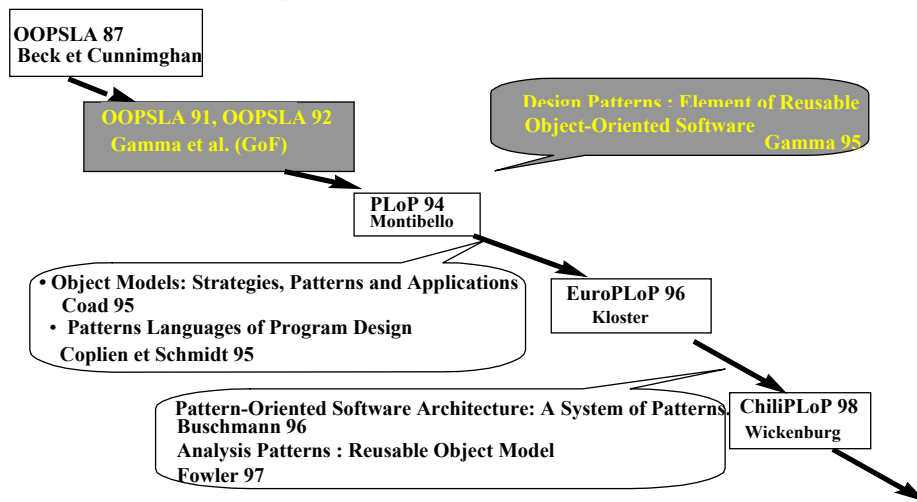 OOPSLA 87
Beck et Cunnimghan
OOPSLA 91, OOPSLA 92
Gamma et al. (GoF)
Design Patterns : Element of Reusable
Object-Oriented Software
Gamma 95
PLoP 94
Montibello
• Object Models: Strategies, Patterns and Applications
Coad 95
• Patterns Languages of Program Design
Coplien et Schmidt 95
EuroPLoP 96
Kloster
Pattern-Oriented Software Architecture: A System of Patterns.
Buschmann 96
Analysis Patterns : Reusable Object Model
Fowler 97
ChiliPLoP 98
Wickenburg